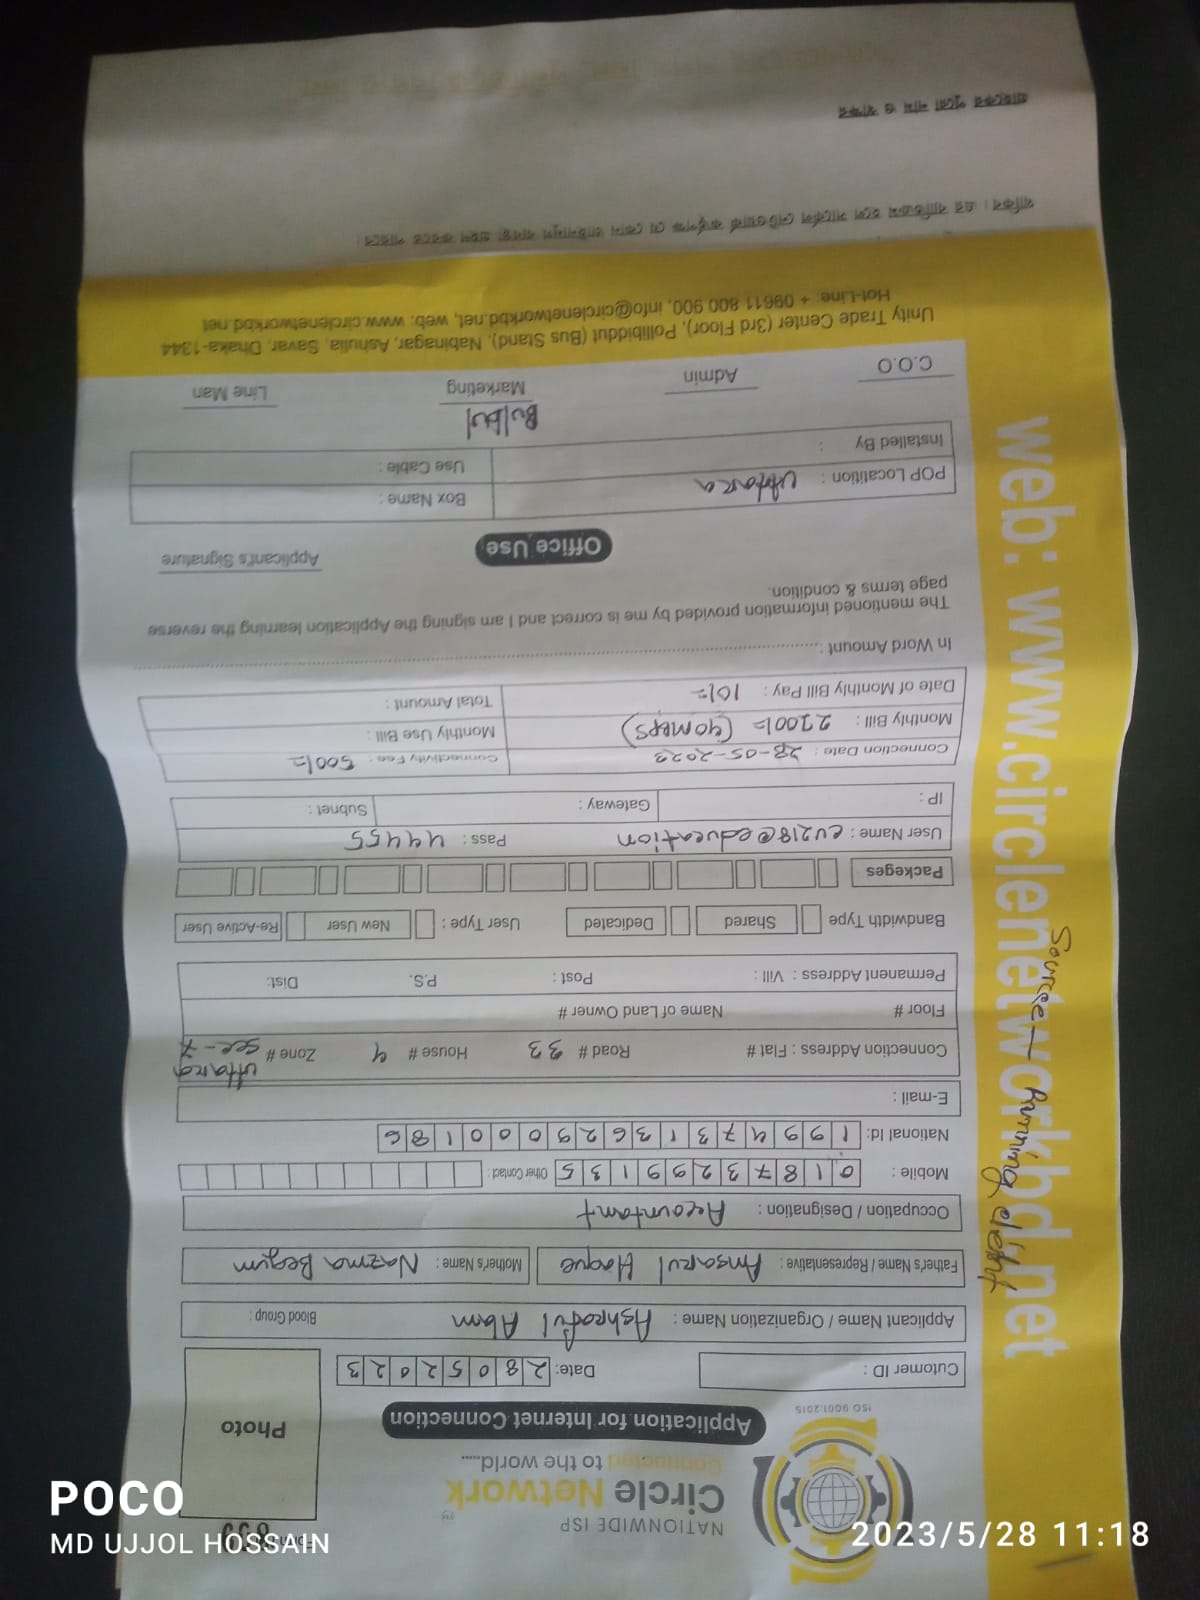 NATIONWIDE ISP
Circle Network
Connected to the world.....
ISO 9001:2015
Application for Internet Connection
Photo
Cutomer ID :
Date: 28052023
Applicant Name / Organization Name : Ashraful Alam Blood Group :
Father's Name / Representative : Ansarul Haque Mother's Name : Nazma Begum
Occupation / Designation : Accountant
Mobile : 01873299135 Other Contact :
National Id: 19947313629000186
E-mail :
Connection Address : Flat # Road # 33 House # 4 Zone # uttara sec-7
Floor # Name of Land Owner #
Permanent Address : Vill : Post : P.S. Dist:
Bandwidth Type Shared Dedicated User Type : New User Re-Active User
Packeges
User Name : cu218@education Pass : 44455
IP : Gateway : Subnet :
Connection Date : 28-05-2023 Connectivity Fee : 500/=
Monthly Bill : 2200/= (40MBPS) Monthly Use Bill :
Date of Monthly Bill Pay : 10/= Total Amount :
In Word Amount :
The mentioned information provided by me is correct and I am signing the Application learning the reverse
page terms & condition.
Applicant's Signature
Office Use
POP Locatition : uttara Box Name :
Installed By : Use Cable :
Bulbul
C.O.O Admin Marketing Line Man
Unity Trade Center (3rd Floor), Pollibiddut (Bus Stand), Nabinagar, Ashulia, Savar, Dhaka-1344
Hot-Line: + 09611 800 900, info@circlenetworkbd.net, web: www.circlenetworkbd.net
web: www.circlenetworkbd.net
Source- Running client
গ্রাহকের পুরো নাম ও স্বাক্ষর
POCO
MD UJJOL HOSSAIN
2023/5/28 11:18